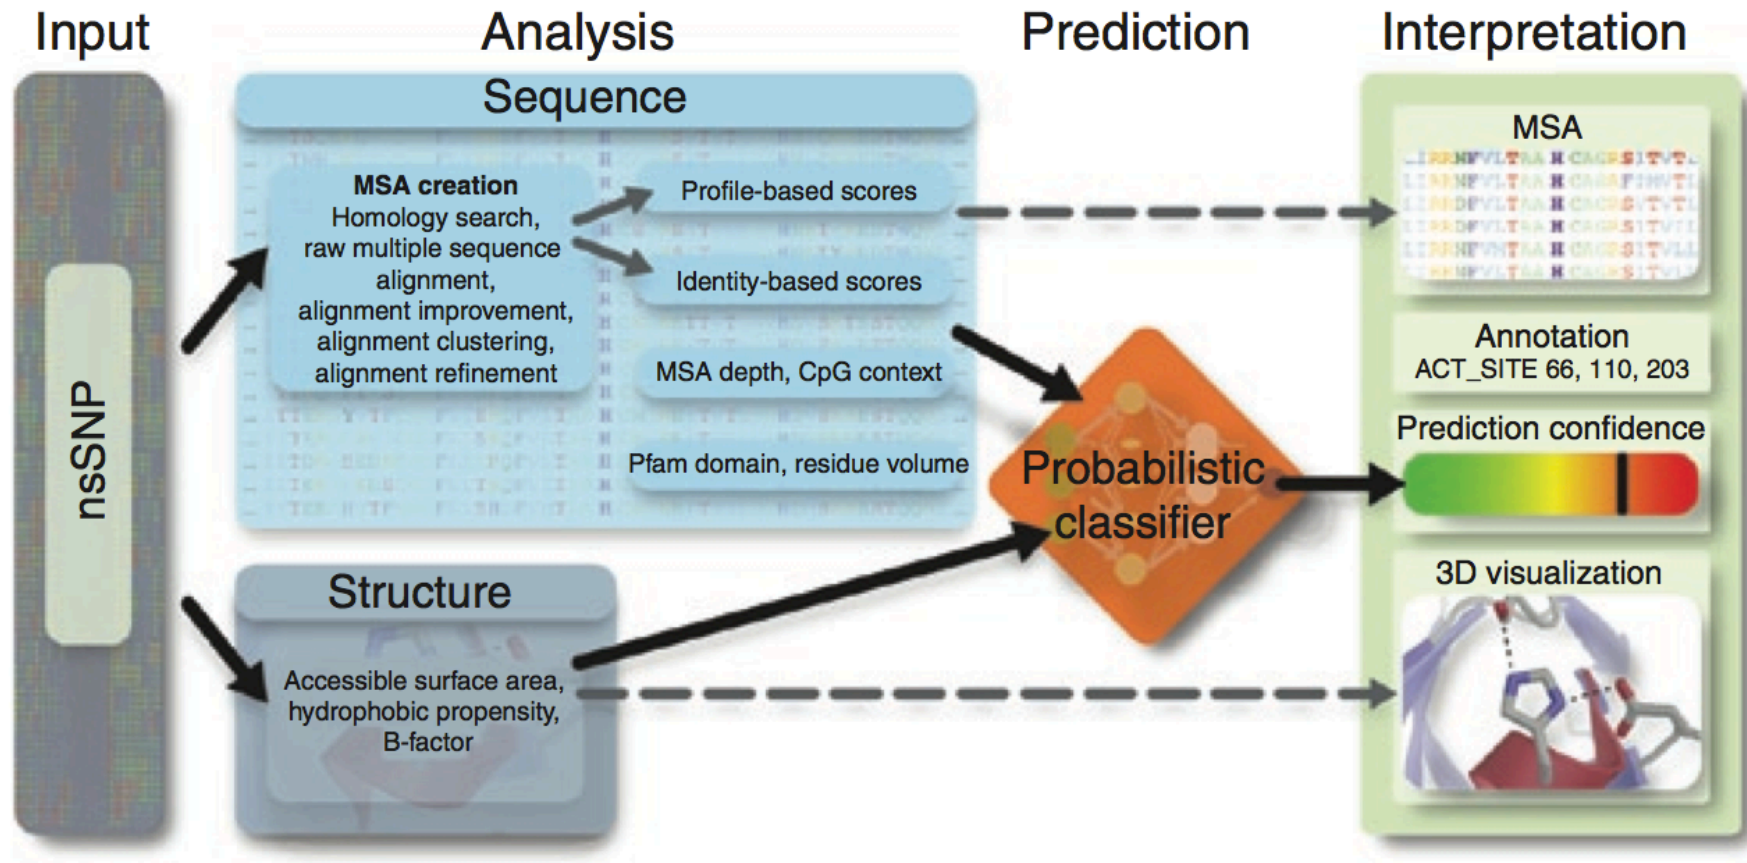 Input
Analysis
Prediction
Interpretation
nsSNP
Sequence
MSA creation
Homology search,
raw multiple sequence
alignment,
alignment improvement,
alignment clustering,
alignment refinement
Profile-based scores
Identity-based scores
MSA depth, CpG context
Pfam domain, residue volume
Structure
Accessible surface area,
hydrophobic propensity,
B-factor
Probabilistic
classifier
MSA
Annotation
ACT_SITE 66, 110, 203
Prediction confidence
3D visualization